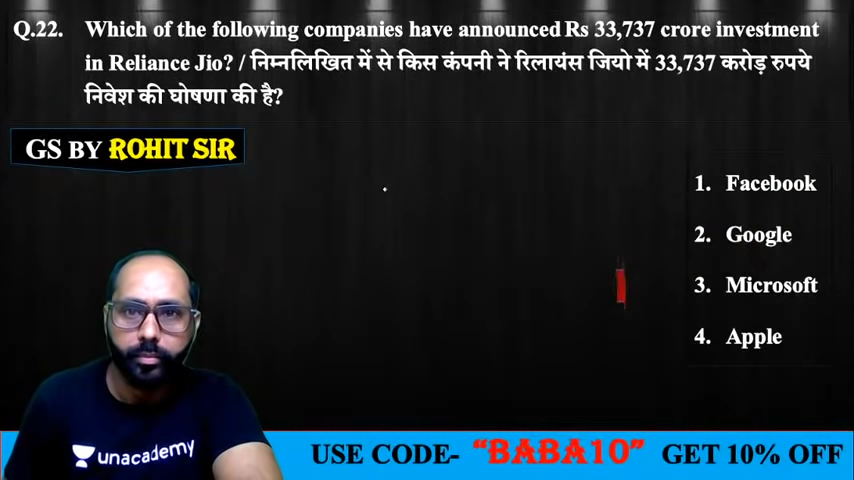 Q.22. Which of the following companies have announced Rs 33,737 crore investment
in Reliance Jio? / निम्नलिखित में से किस कंपनी ने रिलायंस जियो में 33,737 करोड़ रुपये
निवेश की घोषणा की है?
GS BY ROHIT SIR
1. Facebook
2. Google
3. Microsoft
4. Apple
unacademy
USE CODE- “BABA10” GET 10% OFF